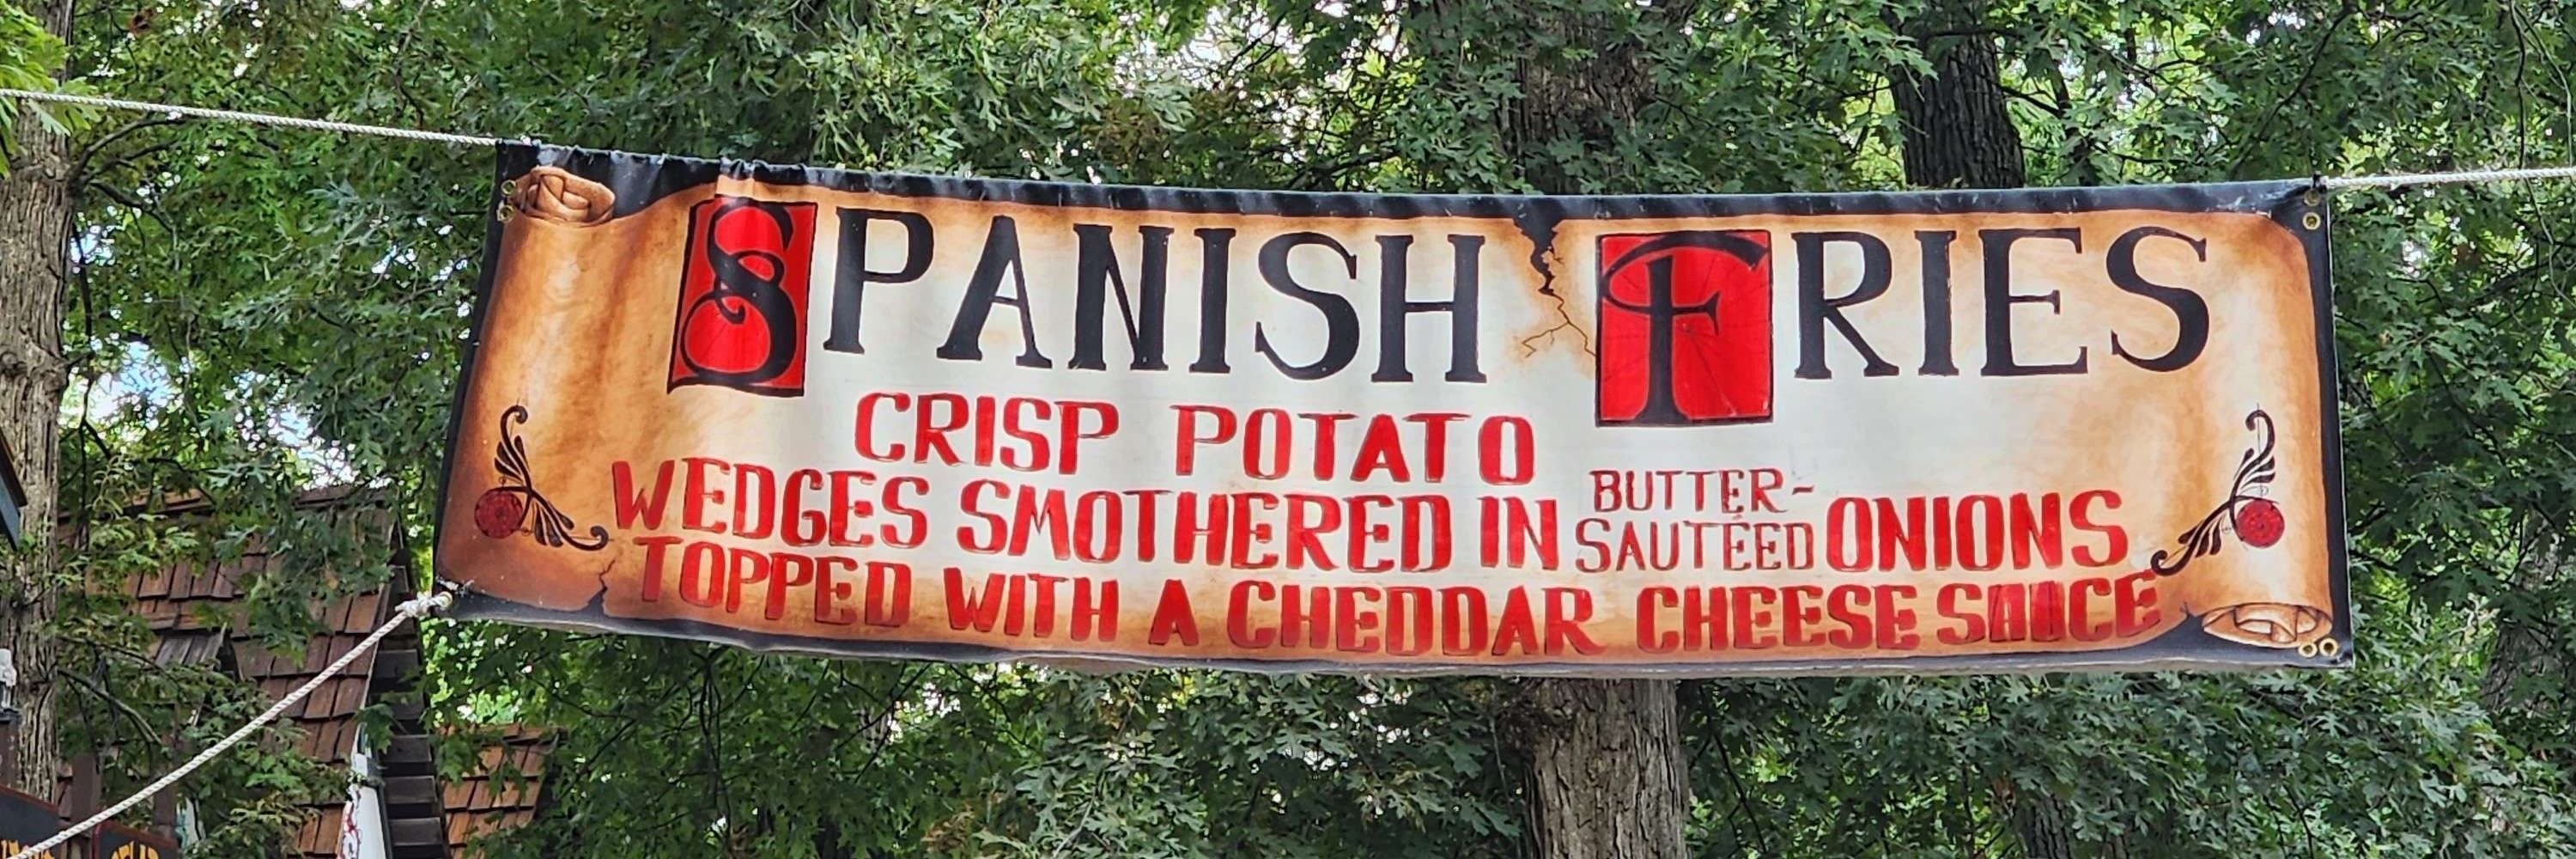 SPANISH FRIES
CRISP POTATO
WEDGES SMOTHERED IN BUTTER-SAUTÉED ONIONS
TOPPED WITH A CHEDDAR CHEESE SAUCE